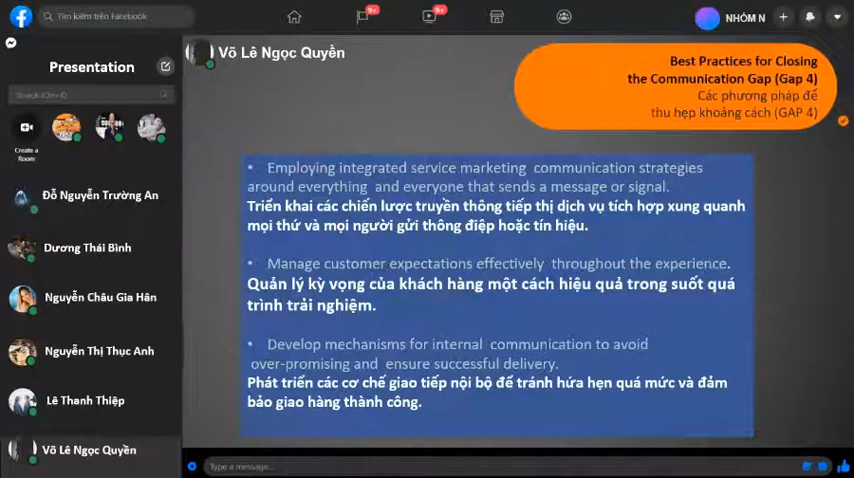 Tìm kiếm trên Facebook
9+
9+
NHÓM N
Presentation
Search (Ctrl+K)
Create a
Room
Đỗ Nguyễn Trường An
Dương Thái Bình
Nguyễn Châu Gia Hân
Nguyễn Thị Thục Anh
Lê Thanh Thiệp
Võ Lê Ngọc Quyền
Võ Lê Ngọc Quyền
Best Practices for Closing
the Communication Gap (Gap 4)
Các phương pháp để
thu hẹp khoảng cách (GAP 4)
• Employing integrated service marketing communication strategies
around everything and everyone that sends a message or signal.
Triển khai các chiến lược truyền thông tiếp thị dịch vụ tích hợp xung quanh
mọi thứ và mọi người gửi thông điệp hoặc tín hiệu.
• Manage customer expectations effectively throughout the experience.
Quản lý kỳ vọng của khách hàng một cách hiệu quả trong suốt quá
trình trải nghiệm.
• Develop mechanisms for internal communication to avoid
over-promising and ensure successful delivery.
Phát triển các cơ chế giao tiếp nội bộ để tránh hứa hẹn quá mức và đảm
bảo giao hàng thành công.
Type a message...